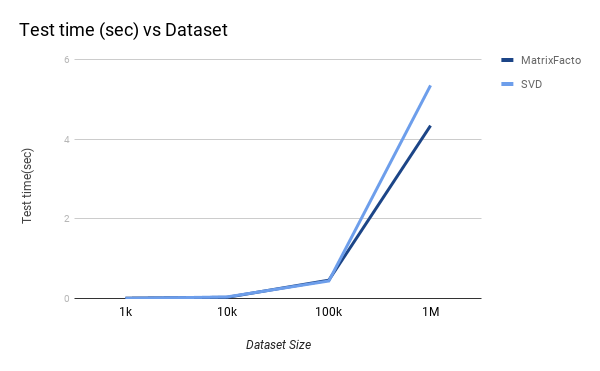 Test time (sec) vs Dataset
MatrixFacto
SVD
6
4
2
0
Test time(sec)
1k 10k 100k 1M
Dataset Size